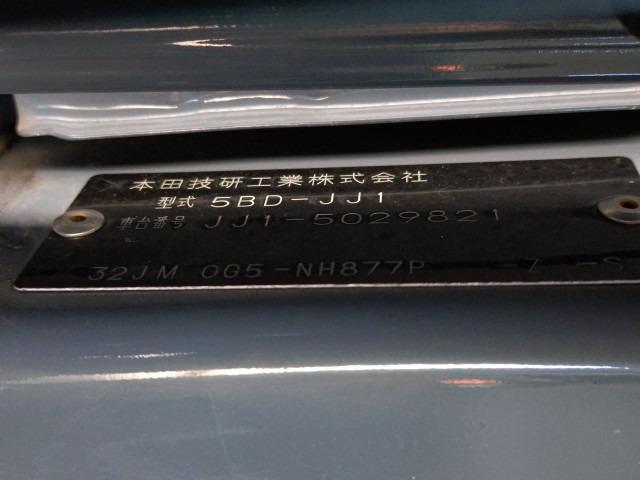 本田技研工業株式会社
型式 5BD-JJ1
車台番号 JJ1-5029821
32JM 0G5-NH877P -Z -S